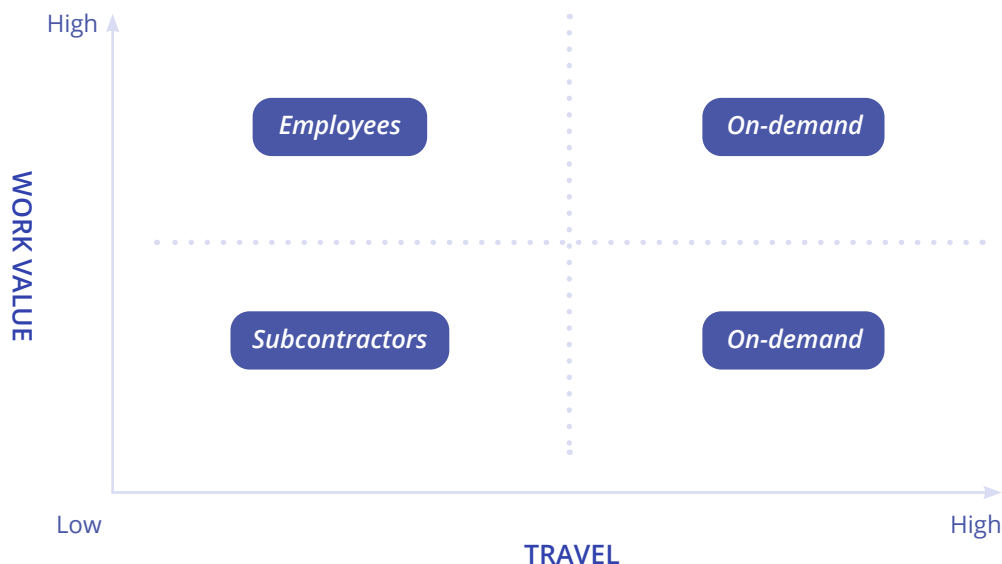 High
Employees
On-demand
WORK VALUE
Subcontractors
On-demand
Low
High
TRAVEL